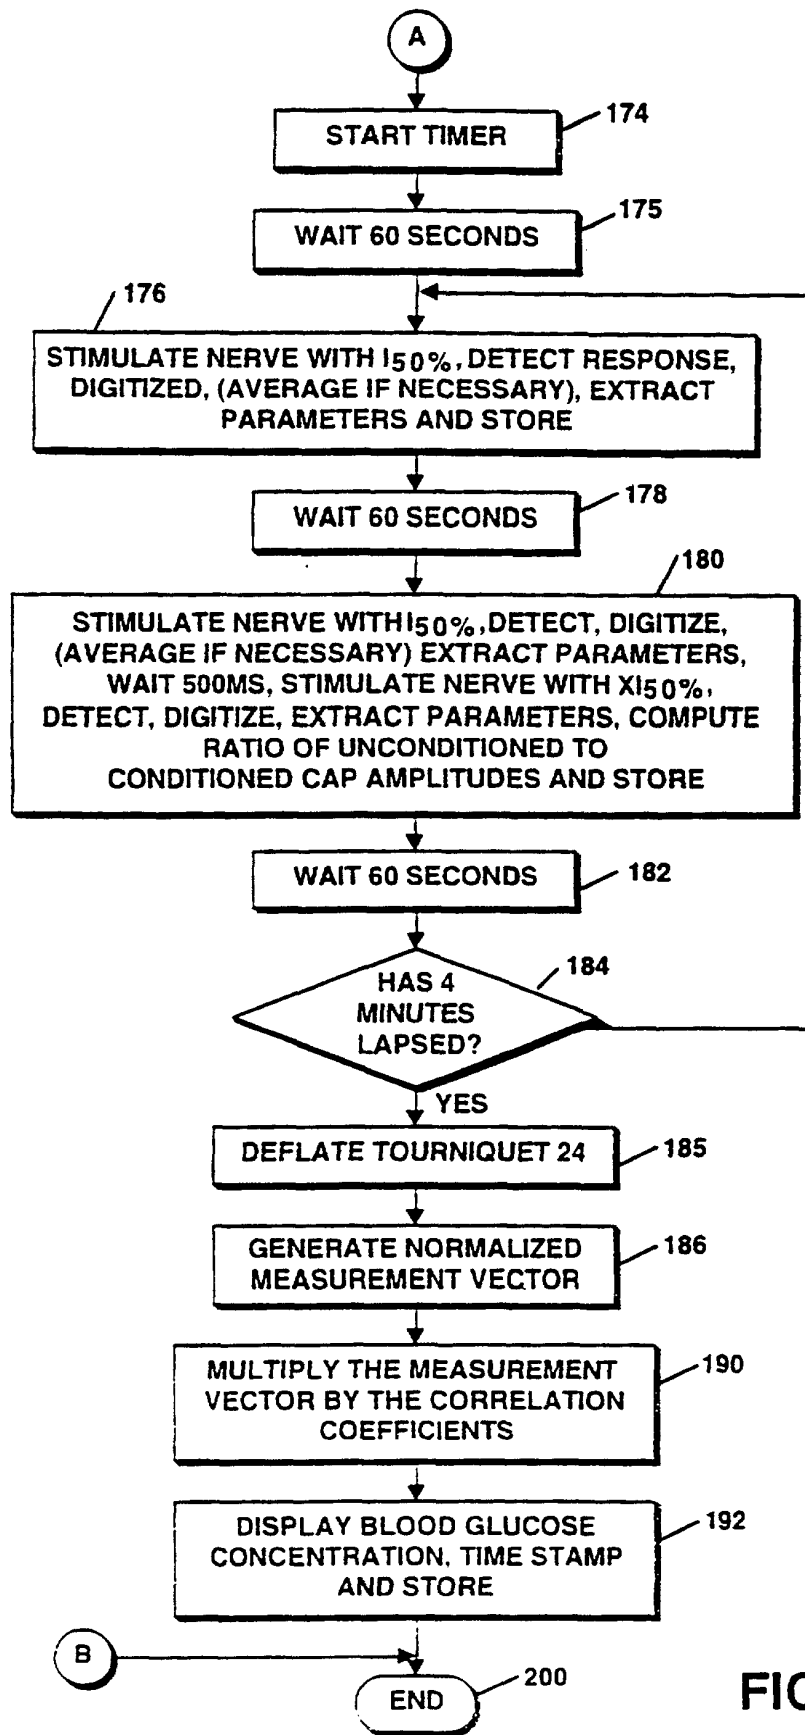 A
START TIMER
174
WAIT 60 SECONDS
175
176
STIMULATE NERVE WITH I50%, DETECT RESPONSE,
DIGITIZED, (AVERAGE IF NECESSARY), EXTRACT
PARAMETERS AND STORE
WAIT 60 SECONDS
178
180
STIMULATE NERVE WITH I50%, DETECT, DIGITIZE,
(AVERAGE IF NECESSARY) EXTRACT PARAMETERS,
WAIT 500MS, STIMULATE NERVE WITH XI50%,
DETECT, DIGITIZE, EXTRACT PARAMETERS, COMPUTE
RATIO OF UNCONDITIONED TO
CONDITIONED CAP AMPLITUDES AND STORE
WAIT 60 SECONDS
182
HAS 4
MINUTES
LAPSED?
184
YES
DEFLATE TOURNIQUET 24
185
GENERATE NORMALIZED
MEASUREMENT VECTOR
186
MULTIPLY THE MEASUREMENT
VECTOR BY THE CORRELATION
COEFFICIENTS
190
DISPLAY BLOOD GLUCOSE
CONCENTRATION, TIME STAMP
AND STORE
192
B
END
200